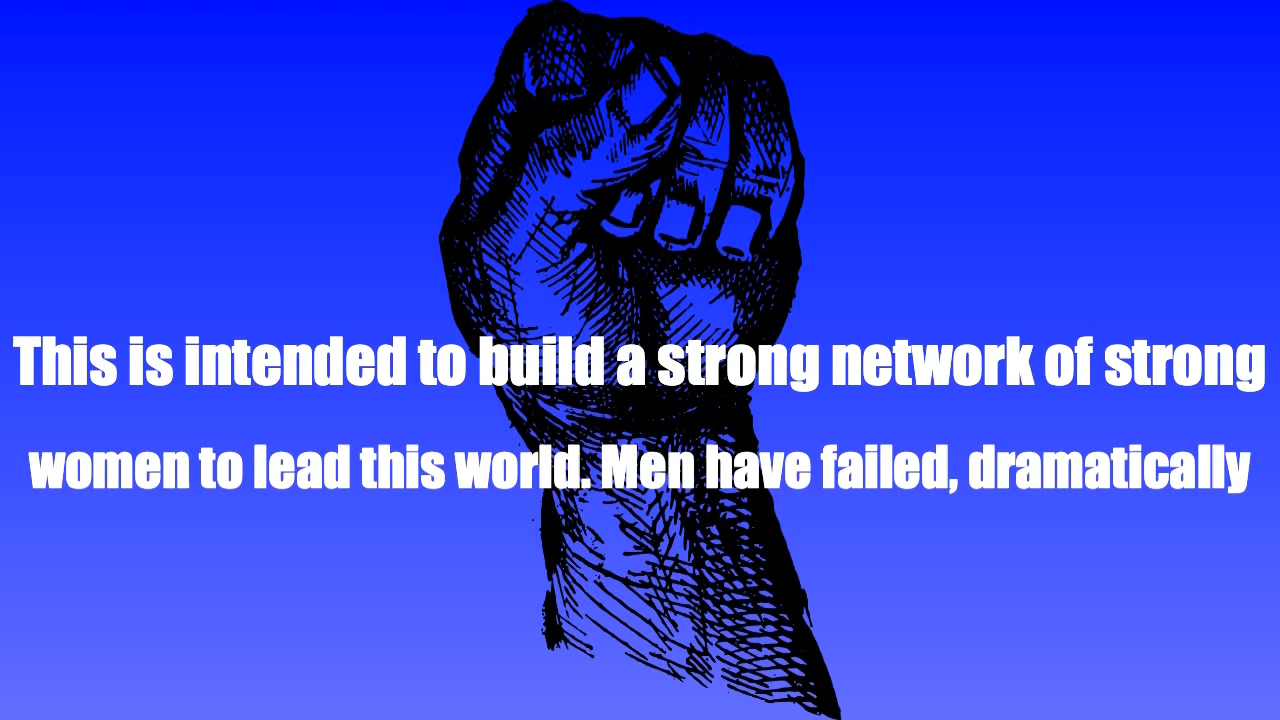 This is intended to build a strong network of strong
women to lead this world. Men have failed, dramatically